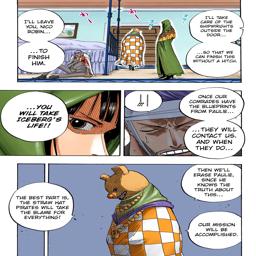 I'LL LEAVE
YOU, NICO
ROBIN...
...TO
FINISH
HIM.
I'LL TAKE
CARE OF THE
SHIPWRIGHTS
OUTSIDE
THE
DOOR...
...SO THAT WE
CAN FINISH
THIS WITHOUT
A HITCH.
...YOU
WILL TAKE
ICEBERG'S
LIFE!!
ONCE OUR
COMRADES HAVE
THE BLUEPRINTS
FROM PAULIE...
...THEY WILL
CONTACT US.
AND WHEN
THEY DO...
THEN WE'LL
ERASE PAULIE,
SINCE HE
KNOWS THE
TRUTH ABOUT
THIS...
THE BEST PART IS,
THE STRAW HAT
PIRATES WILL TAKE
THE BLAME FOR
EVERYTHING!
OUR MISSION
WILL BE
ACCOMPLISHED.